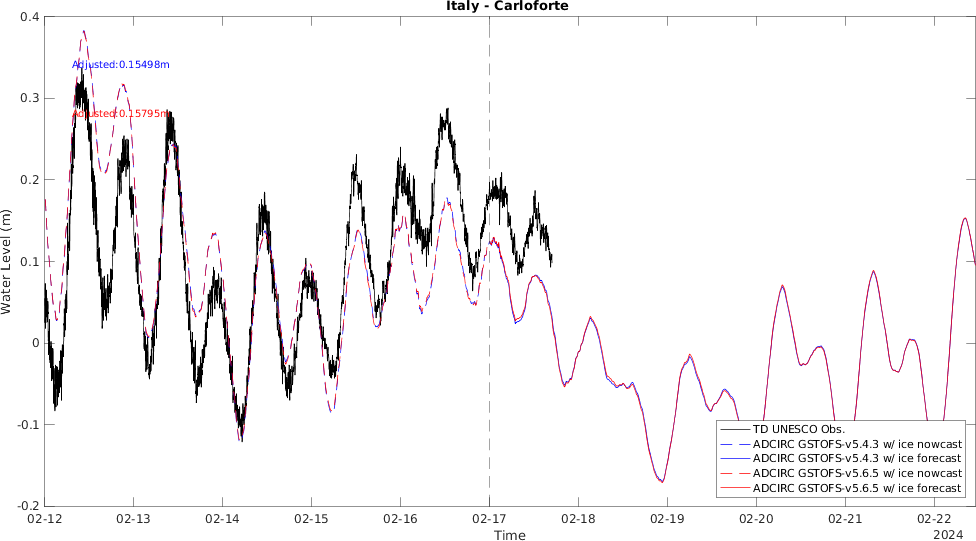 Italy - Carloforte
Water Level (m)
0.4
0.3
0.2
0.1
0
-0.1
-0.2
Adjusted:0.15498m
Adjusted:0.15795m
TD UNESCO Obs.
ADCIRC GSTOFS-v5.4.3 w/ ice nowcast
ADCIRC GSTOFS-v5.4.3 w/ ice forecast
ADCIRC GSTOFS-v5.6.5 w/ ice nowcast
ADCIRC GSTOFS-v5.6.5 w/ ice forecast
02-12 02-13 02-14 02-15 02-16 02-17 02-18 02-19 02-20 02-21 02-22
Time
2024